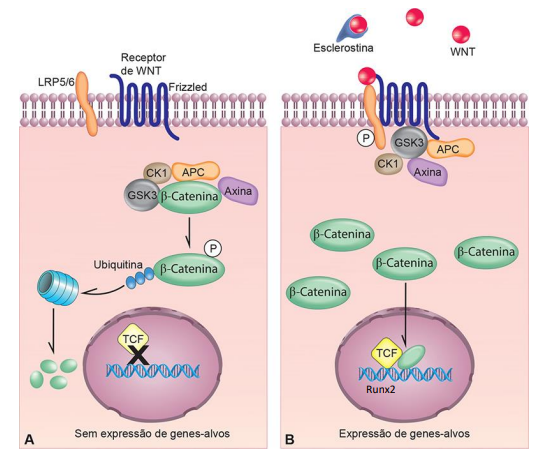 Receptor
de WNT
LRP5/6
Frizzled
CK1
APC
GSK3
β-Catenina
Axina
P
Ubiquitina
β-Catenina
TCF
A
Sem expressão de genes-alvos
Esclerostina
WNT
P
GSK3
APC
CK1
Axina
β-Catenina
β-Catenina
β-Catenina
β-Catenina
TCF
Runx2
B
Expressão de genes-alvos